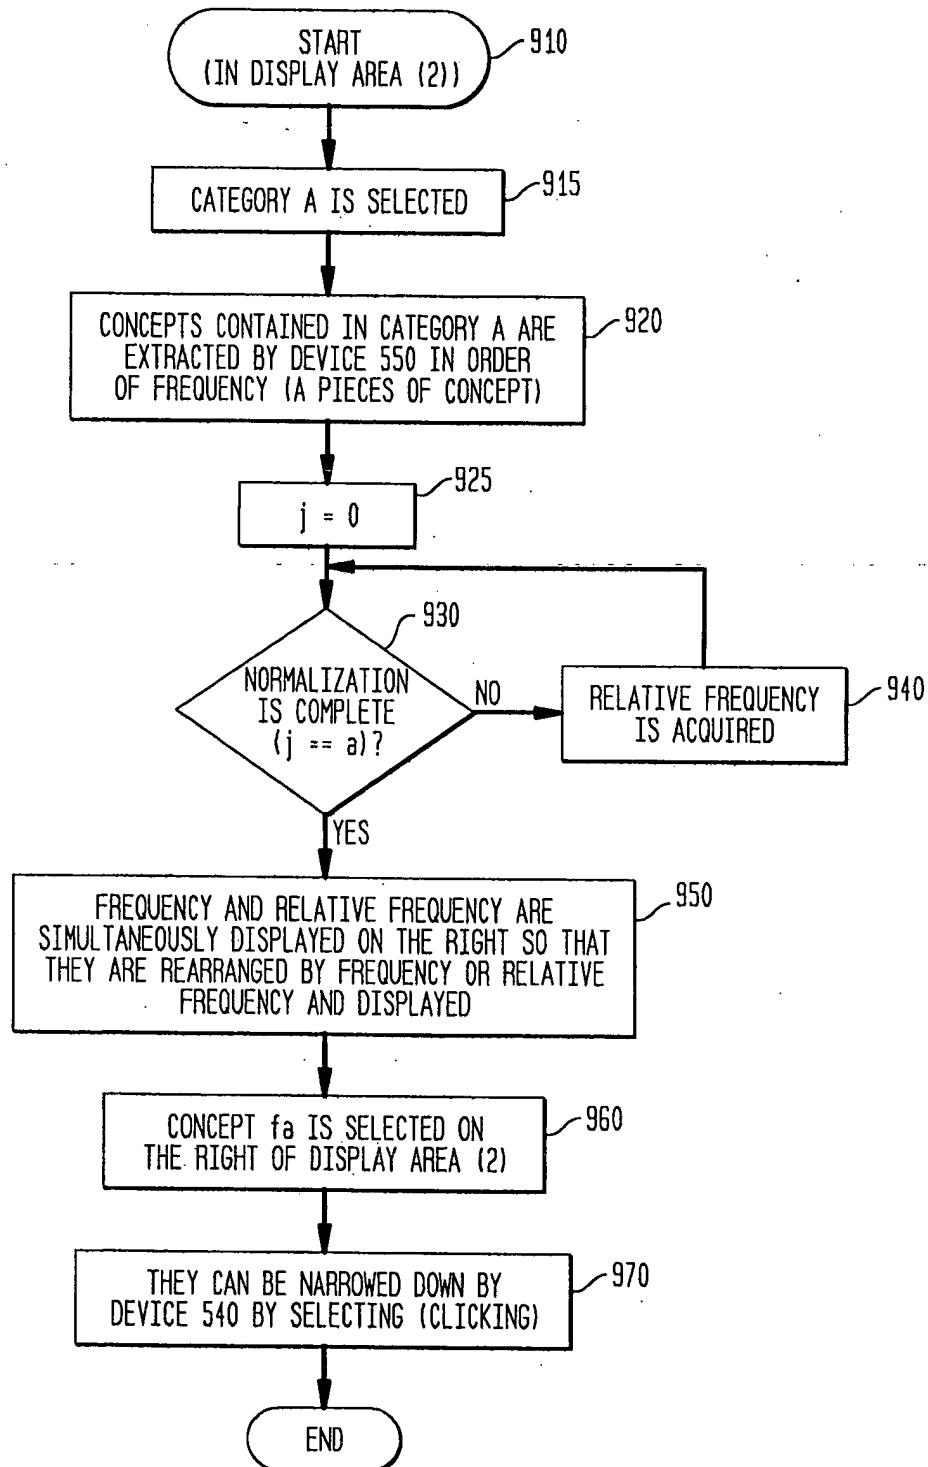 START
(IN DISPLAY AREA (2))
910
CATEGORY A IS SELECTED
915
CONCEPTS CONTAINED IN CATEGORY A ARE
EXTRACTED BY DEVICE 550 IN ORDER
OF FREQUENCY (A PIECES OF CONCEPT)
920
j = 0
925
NORMALIZATION
IS COMPLETE
(j == a)?
930
NO
RELATIVE FREQUENCY
IS ACQUIRED
940
YES
FREQUENCY AND RELATIVE FREQUENCY ARE
SIMULTANEOUSLY DISPLAYED ON THE RIGHT SO THAT
THEY ARE REARRANGED BY FREQUENCY OR RELATIVE
FREQUENCY AND DISPLAYED
950
CONCEPT fa IS SELECTED ON
THE RIGHT OF DISPLAY AREA (2)
960
THEY CAN BE NARROWED DOWN BY
DEVICE 540 BY SELECTING (CLICKING)
970
END